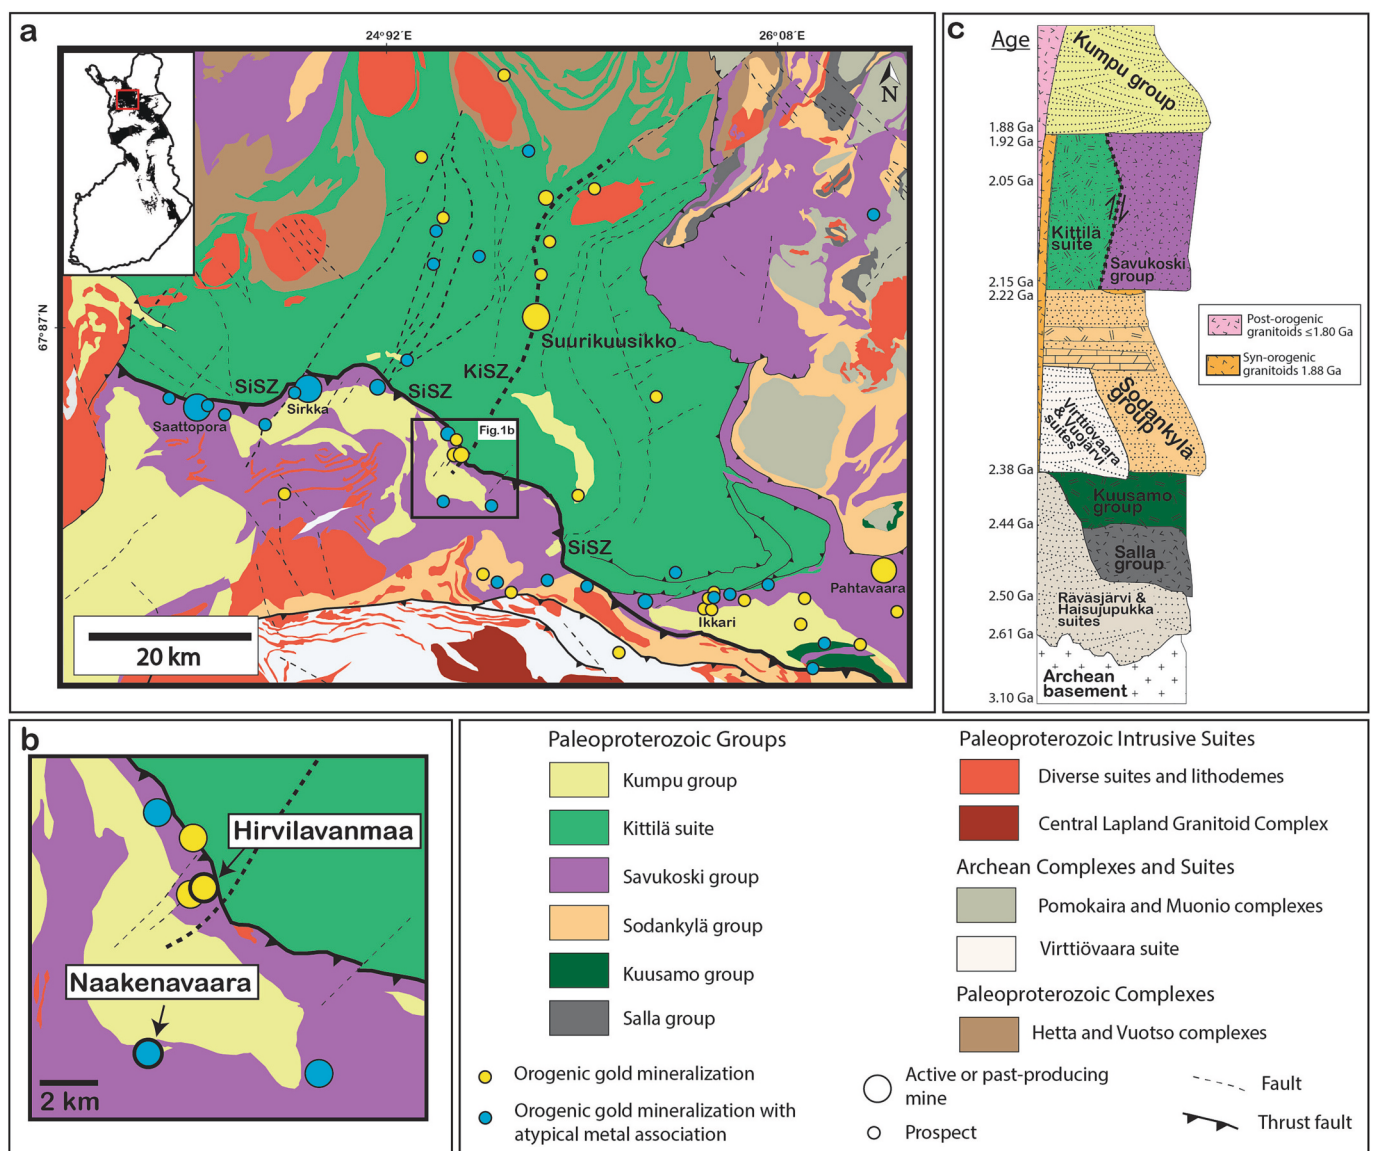 a
24°92´E
26°08´E
67°87´N
N
Suurikuusikko
KiSZ
SiSZ
SiSZ
Sirkka
Saattopora
Fig.1b
SiSZ
Pahtavaara
Ikkari
20 km
c
Age
Kumpu group
1.88 Ga
1.92 Ga
2.05 Ga
Kittilä
suite
Savukoski
group
2.15 Ga
2.22 Ga
Post-orogenic
granitoids ≤1.80 Ga
Syn-orogenic
granitoids 1.88 Ga
Sodankylä
group
Virttiövaara
& Vuojärvi
suites
2.38 Ga
Kuusamo
group
2.44 Ga
Salla
group
2.50 Ga
Ravasjärvi &
Haisujupukka
suites
2.61 Ga
Archean
basement
3.10 Ga
b
Hirvilavanmaa
Naakenavaara
2 km
Paleoproterozoic Groups
Kumpu group
Kittilä suite
Savukoski group
Sodankylä group
Kuusamo group
Salla group
Paleoproterozoic Intrusive Suites
Diverse suites and lithodemes
Central Lapland Granitoid Complex
Archean Complexes and Suites
Pomokaira and Muonio complexes
Virttiövaara suite
Paleoproterozoic Complexes
Hetta and Vuotso complexes
Orogenic gold mineralization
Orogenic gold mineralization with
atypical metal association
Active or past-producing
mine
Prospect
Fault
Thrust fault